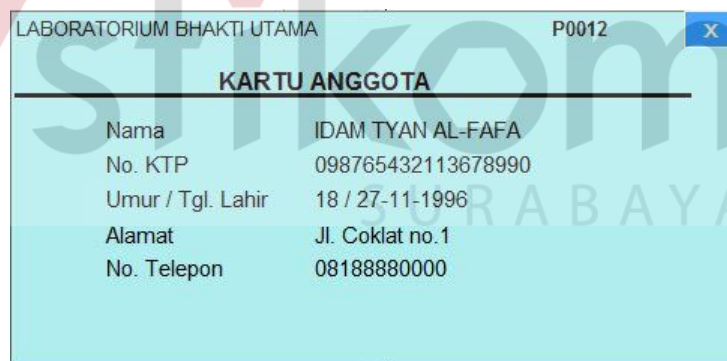 LABORATORIUM BHAKTI UTAMA P0012 X
KARTU ANGGOTA
Nama IDAM TYAN AL-FAFA
No. KTP 098765432113678990
Umur / Tgl. Lahir 18 / 27-11-1996
Alamat Jl. Coklat no.1
No. Telepon 08188880000
stikom
SURABAYA